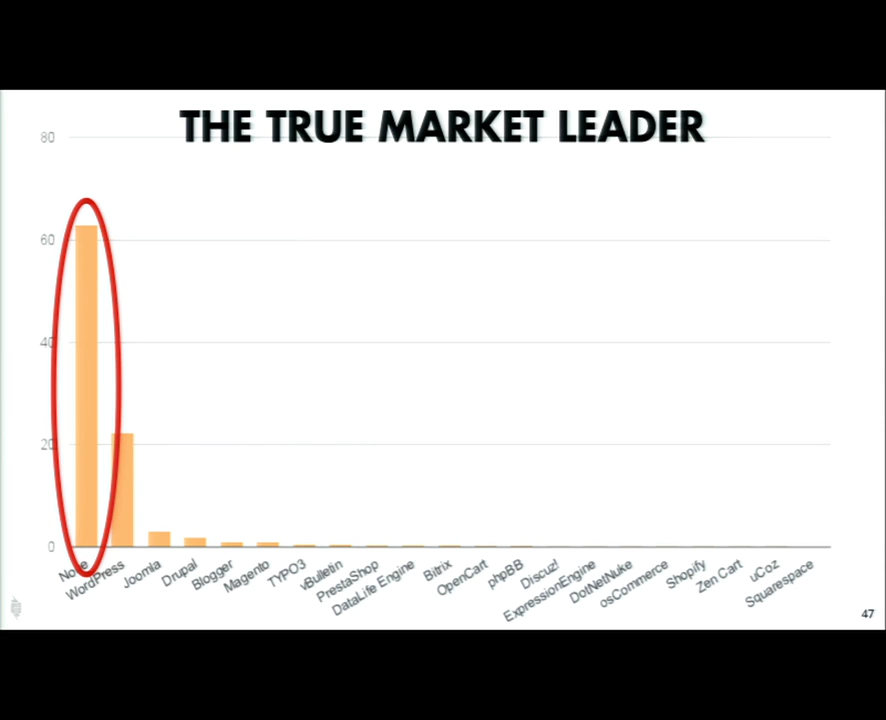 THE TRUE MARKET LEADER
80
60
40
20
0
None
WordPress
Joomla
Drupal
Blogger
Magento
TYPO3
vBulletin
PrestaShop
DataLife Engine
Bitrix
OpenCart
phpBB
Discuz!
ExpressionEngine
DotNetNuke
osCommerce
Shopify
Zen Cart
uCoz
Squarespace
47